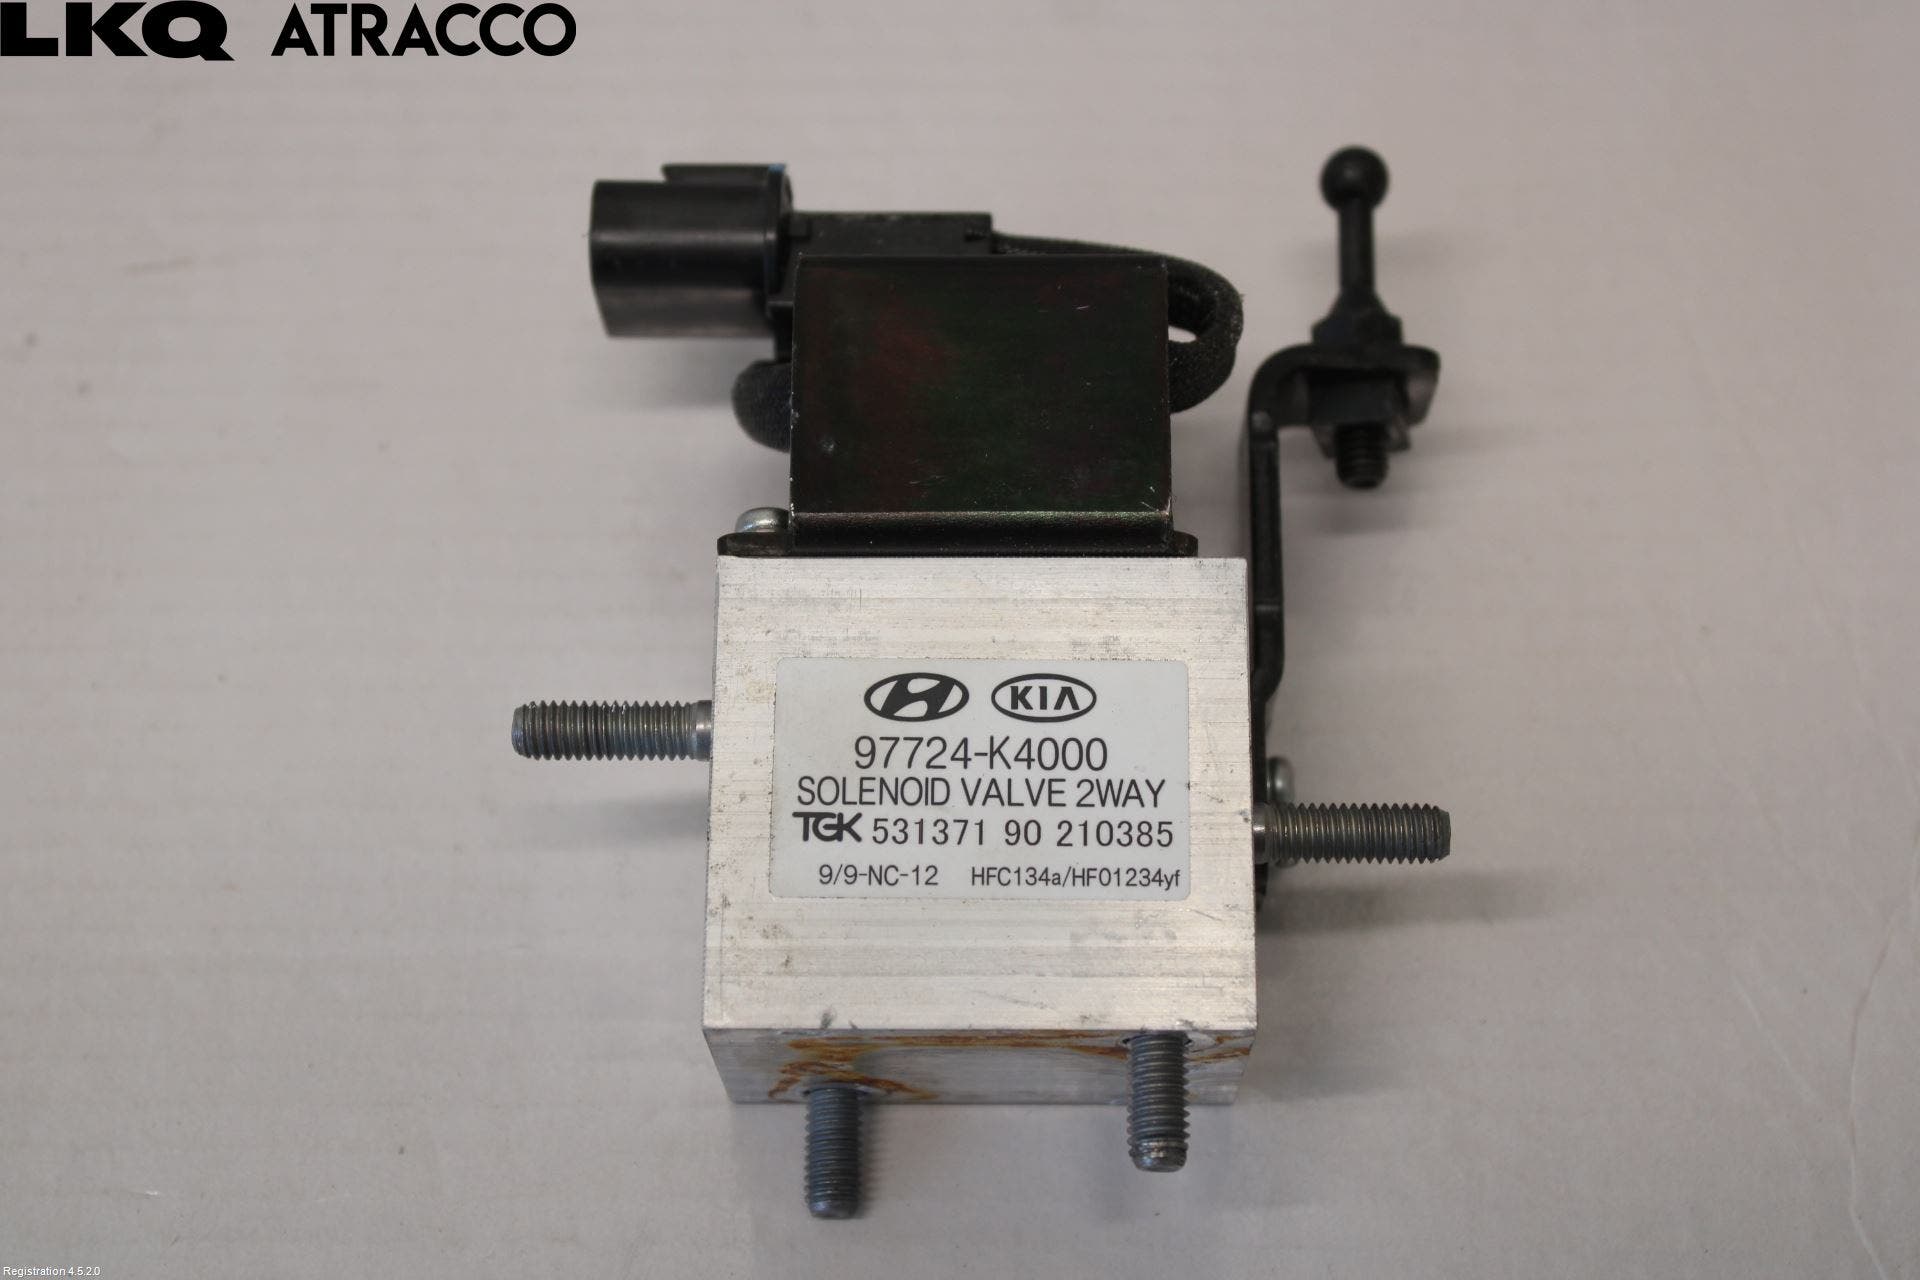 LKQ ATRACCO
KIA
97724-K4000
SOLENOID VALVE 2WAY
TGK 531371 90 210385
9/9-NC-12 HFC134a/HFO1234yf
Registration 4.5.2.0